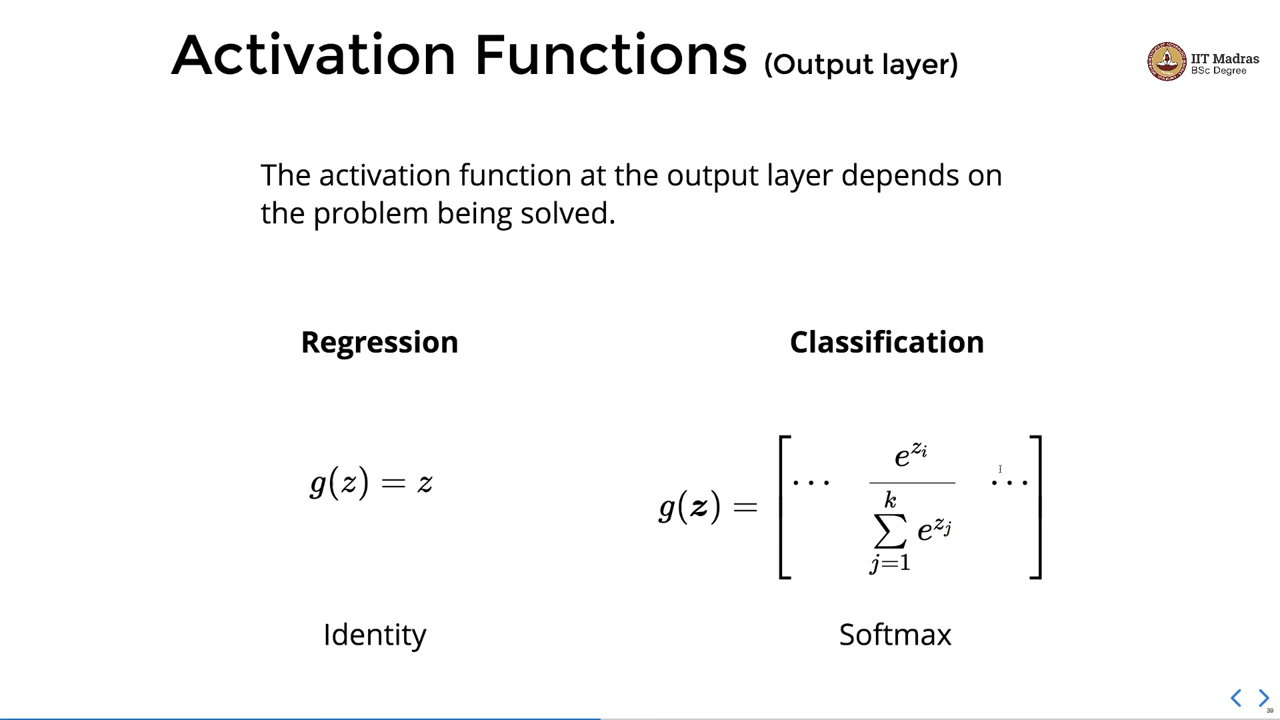 Activation Functions (Output layer)
IIT Madras
BSc Degree
The activation function at the output layer depends on
the problem being solved.
Regression
Classification
g(z) = z
g(z) = [ ⋯ e^{z_i} / ∑_{j=1}^{k} e^{z_j} ⋯ ]
Identity
Softmax
39